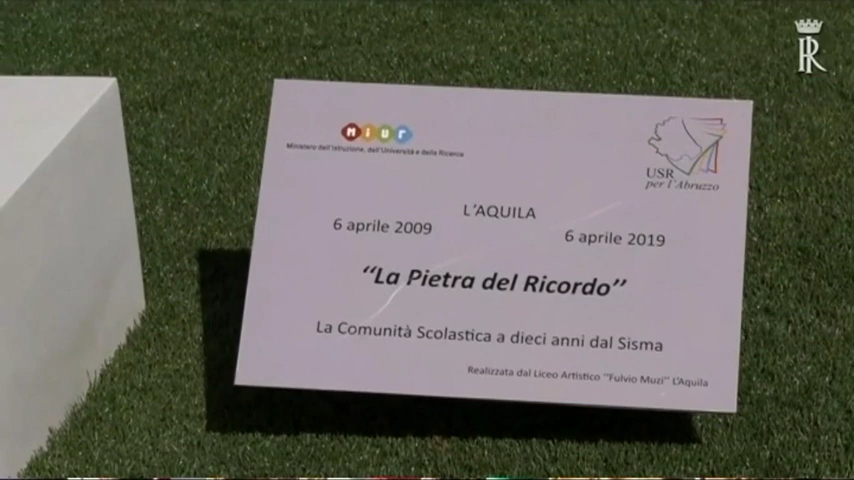 MIUR
Ministero dell'Istruzione, dell'Università e della Ricerca
USR
per l'Abruzzo
L'AQUILA
6 aprile 2009
6 aprile 2019
"La Pietra del Ricordo"
La Comunità Scolastica a dieci anni dal Sisma
Realizzata dal Liceo Artistico "Fulvio Muzi" L'Aquila